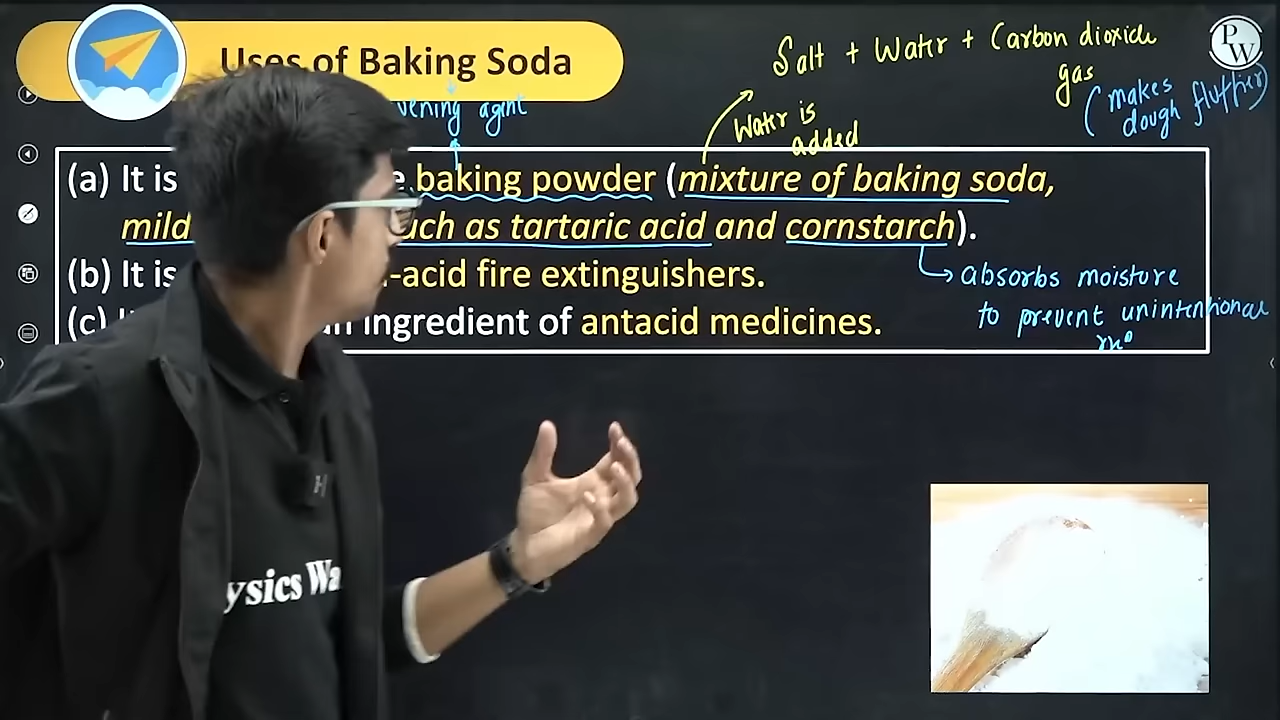 Uses of Baking Soda
Salt + Water + Carbon dioxide
gas
(makes
dough fluffier)
agent
Water is
added
(a) It is baking powder (mixture of baking soda,
mild such as tartaric acid and cornstarch).
(b) It is -acid fire extinguishers.
(c) ingredient of antacid medicines.
absorbs moisture
to prevent unintentional
PW
ysics Wa